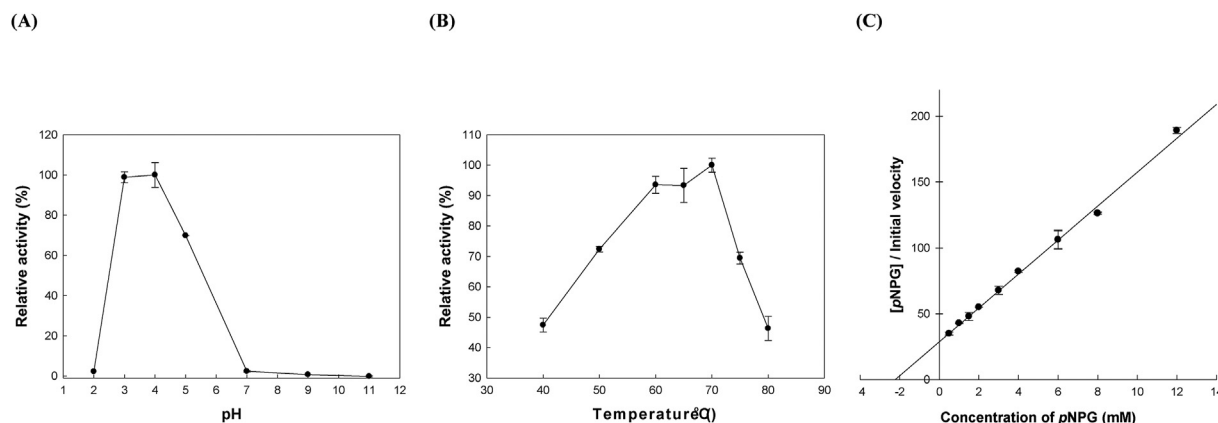 (A)
(B)
(C)
Relative activity (%)
120
100
80
60
40
20
0
1 2 3 4 5 6 7 8 9 10 11 12
pH
Relative activity (%)
110
100
90
80
70
60
50
40
30
30 40 50 60 70 80 90
Temperature
[pNPG] / Initial velocity
200
150
100
50
0
-4 -2 0 2 4 6 8 10 12 14
Concentration of pNPG (mM)